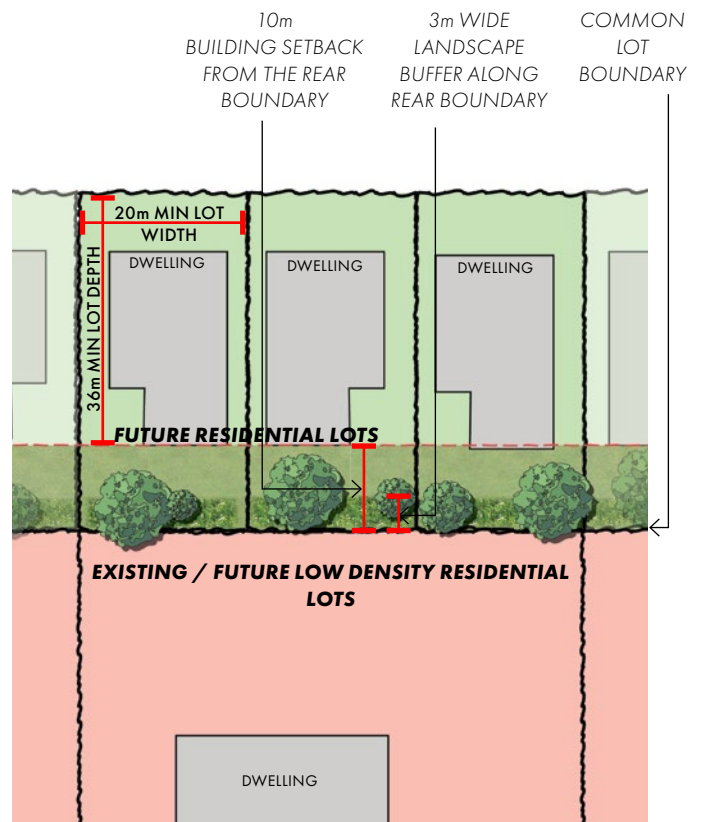 10m
BUILDING SETBACK
FROM THE REAR
BOUNDARY
3m WIDE
LANDSCAPE
BUFFER ALONG
REAR BOUNDARY
COMMON
LOT
BOUNDARY
20m MIN LOT
WIDTH
36m MIN LOT DEPTH
DWELLING
DWELLING
DWELLING
FUTURE RESIDENTIAL LOTS
EXISTING / FUTURE LOW DENSITY RESIDENTIAL
LOTS
DWELLING